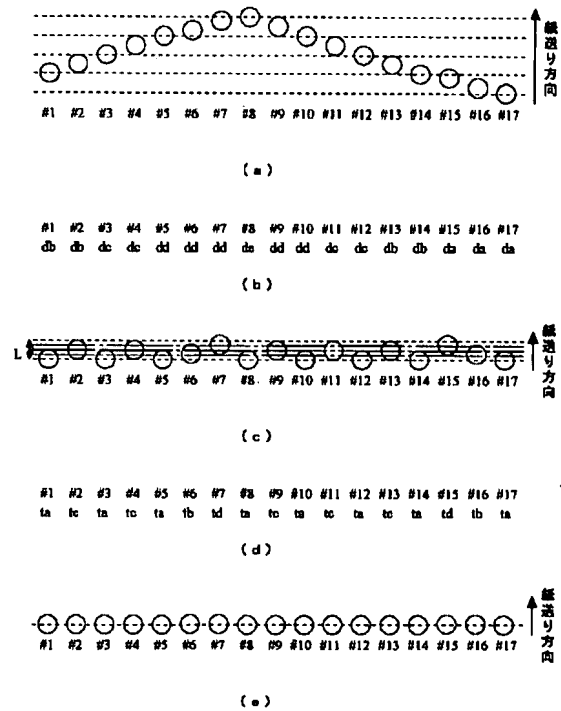 紙送り方向
#1 #2 #3 #4 #5 #6 #7 #8 #9 #10 #11 #12 #13 #14 #15 #16 #17
(a)
#1 #2 #3 #4 #5 #6 #7 #8 #9 #10 #11 #12 #13 #14 #15 #16 #17
db db dc dc dd dd dd de dd dd dc dc db db da da da
(b)
紙送り方向
L
#1 #2 #3 #4 #5 #6 #7 #8 #9 #10 #11 #12 #13 #14 #15 #16 #17
(c)
#1 #2 #3 #4 #5 #6 #7 #8 #9 #10 #11 #12 #13 #14 #15 #16 #17
ta tc ta tc ta tb td ta tc ta tc ta tc ta td tb ta
(d)
紙送り方向
#1 #2 #3 #4 #5 #6 #7 #8 #9 #10 #11 #12 #13 #14 #15 #16 #17
(e)